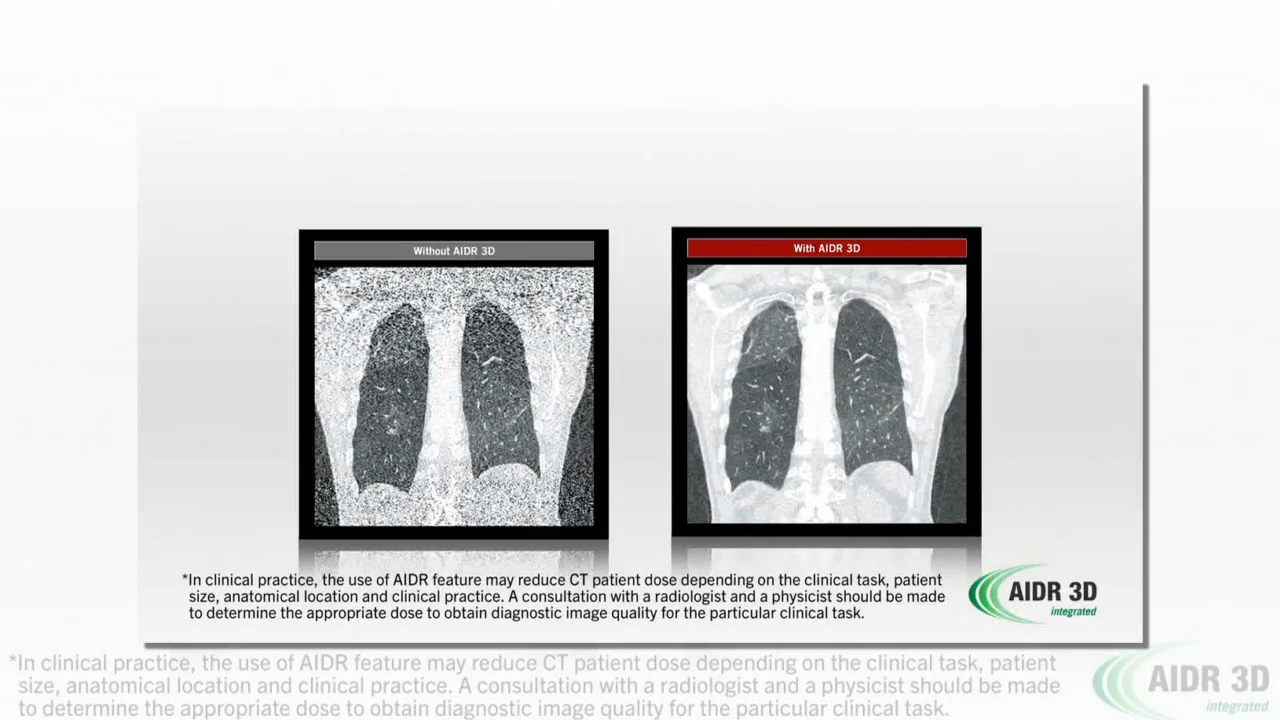 Without AIDR 3D
With AIDR 3D
*In clinical practice, the use of AIDR feature may reduce CT patient dose depending on the clinical task, patient
size, anatomical location and clinical practice. A consultation with a radiologist and a physicist should be made
to determine the appropriate dose to obtain diagnostic image quality for the particular clinical task.
AIDR 3D
integrated
*In clinical practice, the use of AIDR feature may reduce CT patient dose depending on the clinical task, patient
size, anatomical location and clinical practice. A consultation with a radiologist and a physicist should be made
to determine the appropriate dose to obtain diagnostic image quality for the particular clinical task.
AIDR 3D
integrated